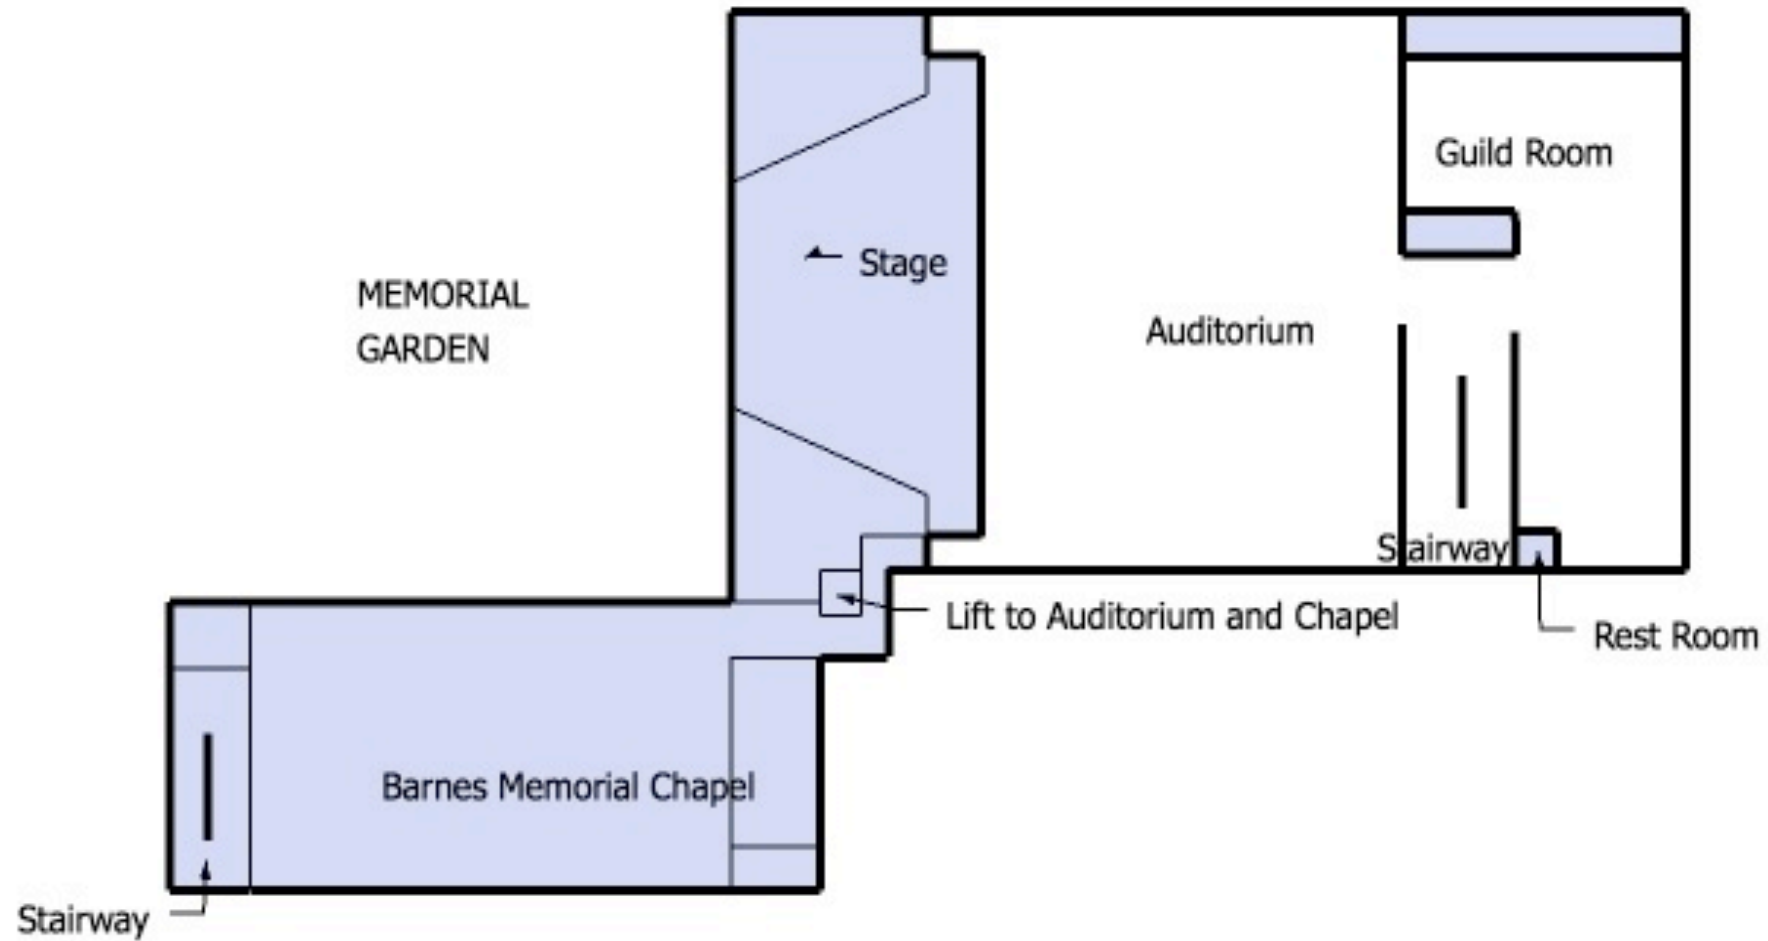 Guild Room
Stage
MEMORIAL
GARDEN
Auditorium
Stairway
Lift to Auditorium and Chapel
Rest Room
Barnes Memorial Chapel
Stairway